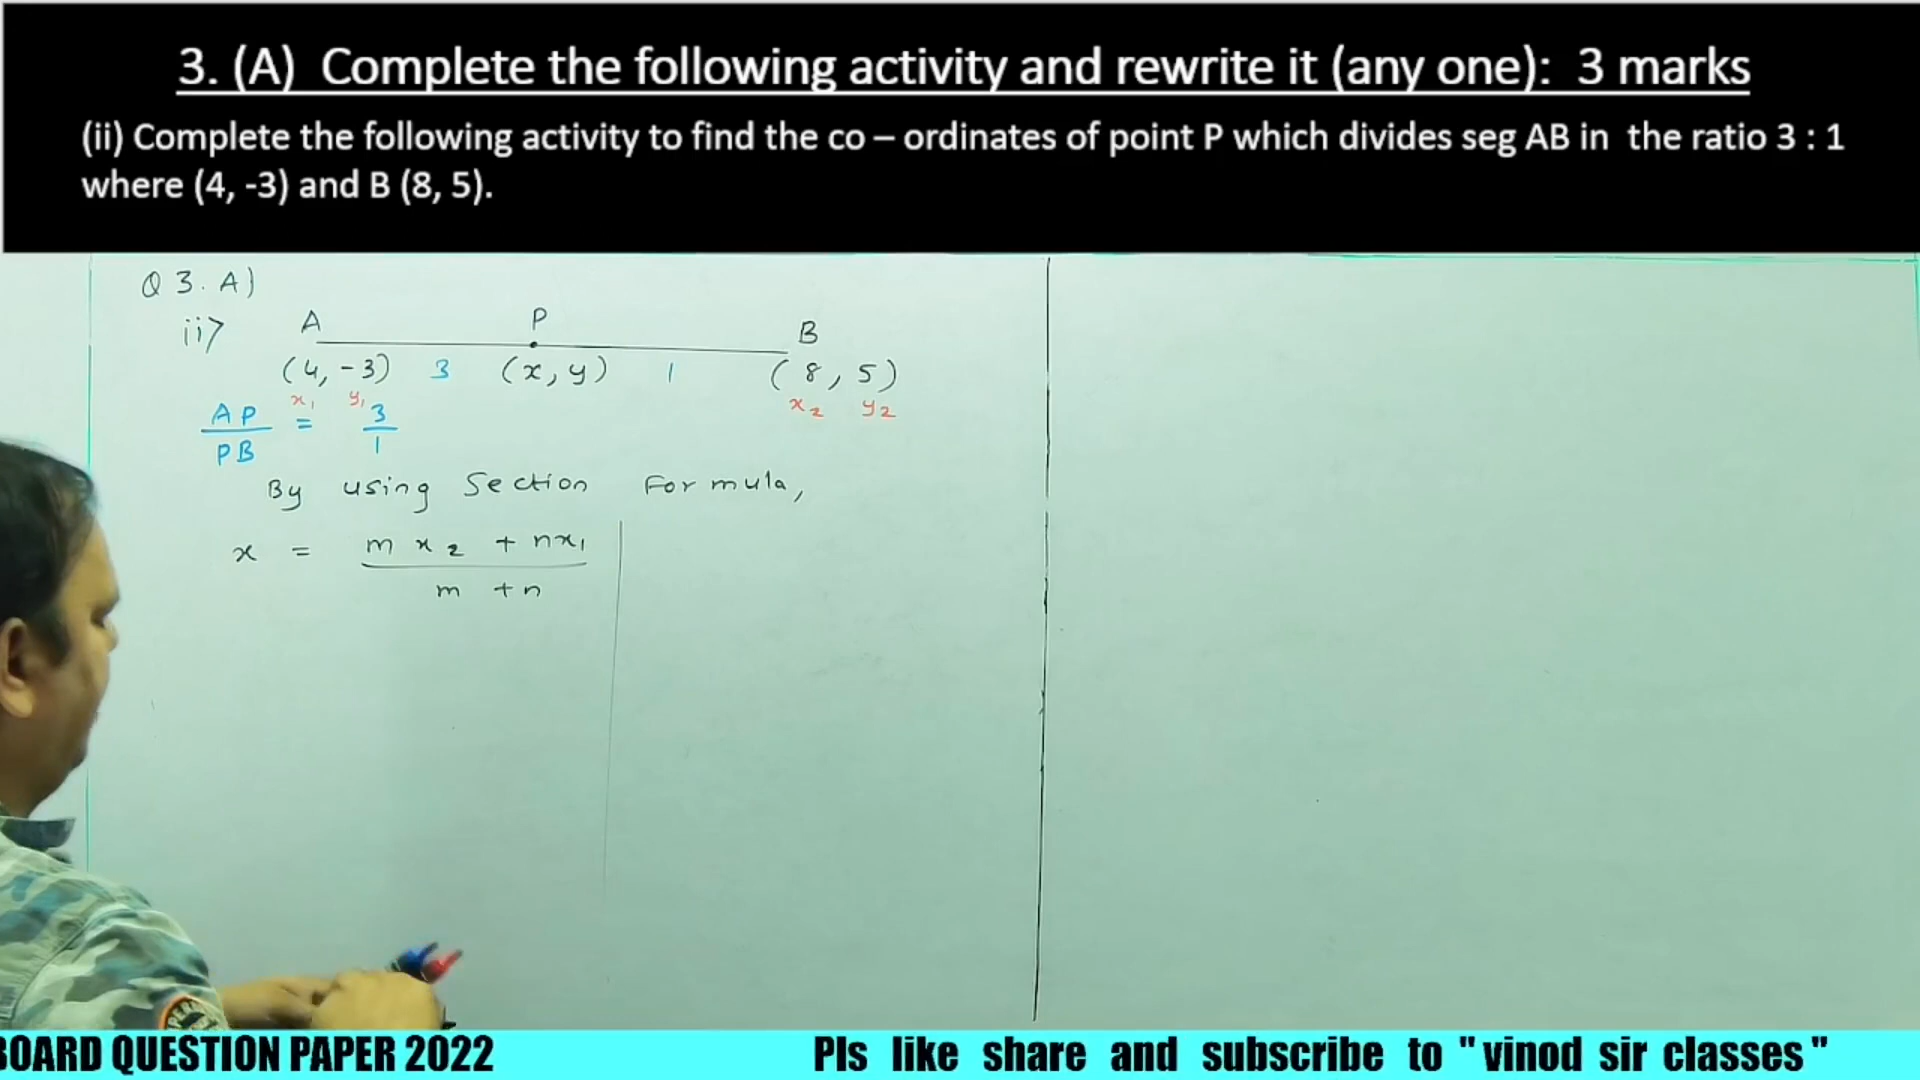 3. (A) Complete the following activity and rewrite it (any one): 3 marks
(ii) Complete the following activity to find the co – ordinates of point P which divides seg AB in the ratio 3 : 1
where (4, -3) and B (8, 5).
Q 3. A)
ii) A P B
(4, -3) 3 (x, y) 1 (8, 5)
x₁ y₁ x₂ y₂
AP/PB = 3/1
By using Section Formula,
x = m x₂ + nx₁
m + n
BOARD QUESTION PAPER 2022 Pls like share and subscribe to "vinod sir classes"